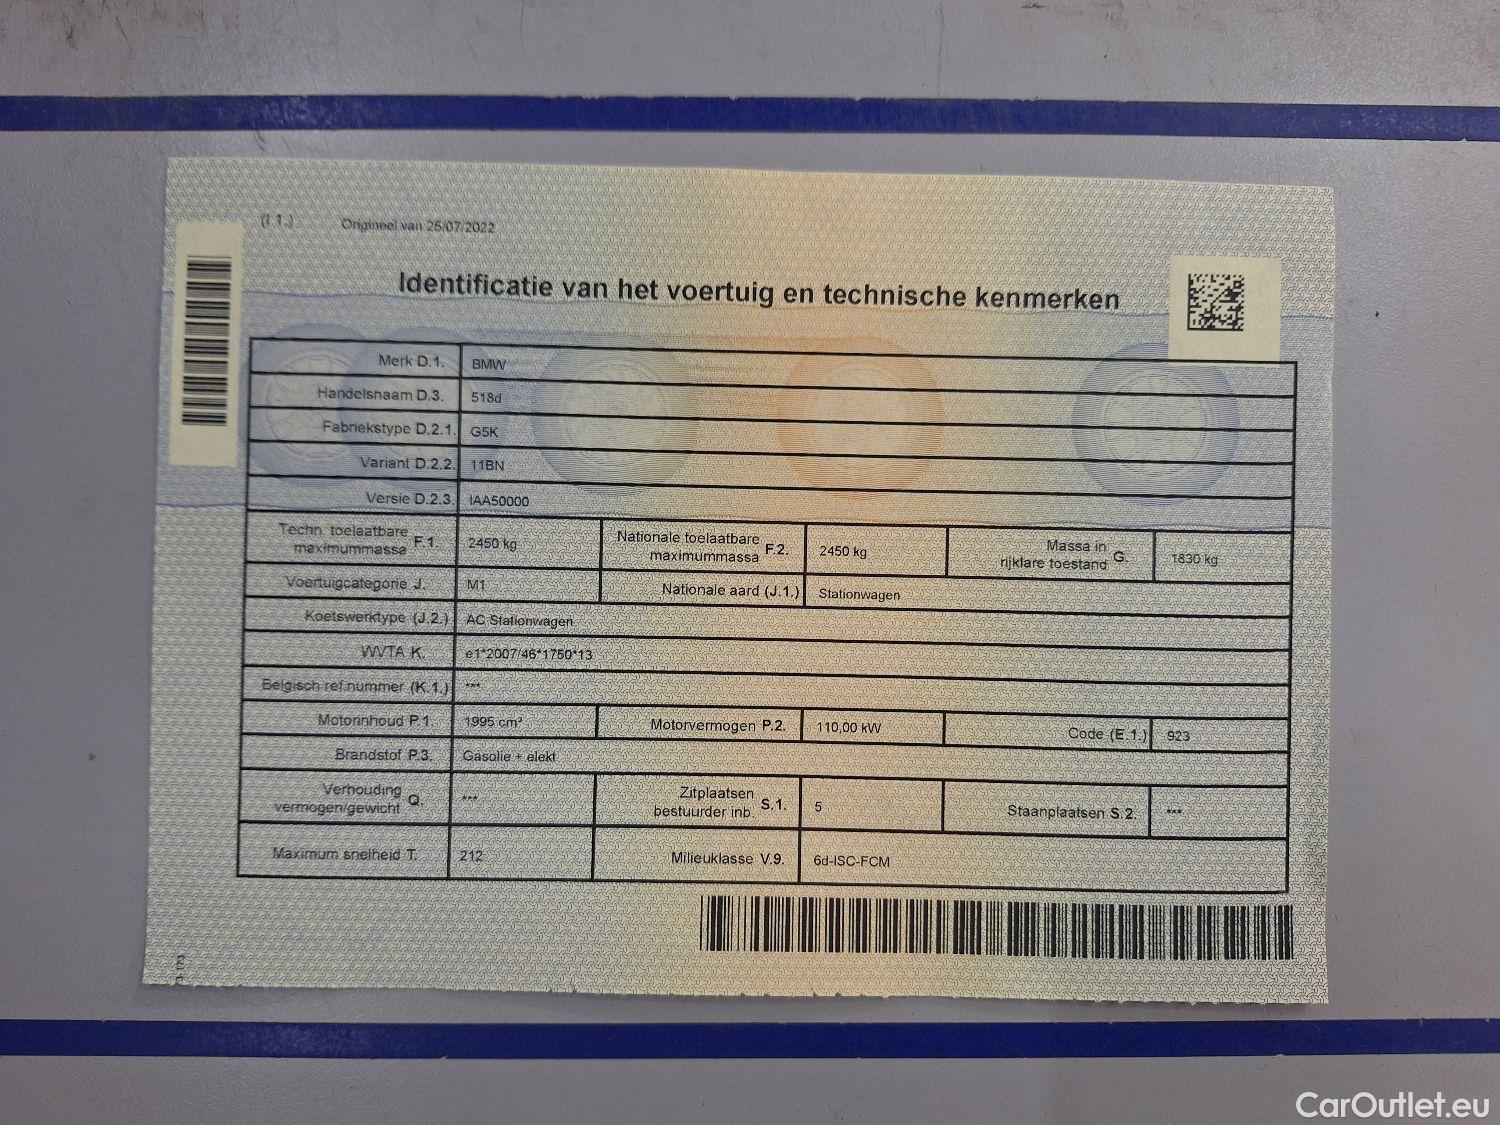 (I.1.) Origineel van 25/07/2022
Identificatie van het voertuig en technische kenmerken
Merk D.1. BMW
Handelsnaam D.3. 518d
Fabriekstype D.2.1. G5K
Variant D.2.2. 11BN
Versie D.2.3. IAA50000
Techn. toelaatbare maximummassa F.1. 2450 kg Nationale toelaatbare maximummassa F.2. 2450 kg Massa in rijklare toestand G. 1830 kg
Voertuigcategorie J. M1 Nationale aard (J.1.) Stationwagen
Koetswerktype (J.2.) AC Stationwagen
WVTA K. e1*2007/46*1750*13
Belgisch ref.nummer (K.1.) ***
Motorinhoud P.1. 1995 cm³ Motorvermogen P.2. 110,00 kW Code (E.1.) 923
Brandstof P.3. Gasolie + elekt
Verhouding vermogen/gewicht Q. *** Zitplaatsen bestuurder inb. S.1. 5 Staanplaatsen S.2. ***
Maximum snelheid T. 212 Milieuklasse V.9. 6d-ISC-FCM
CarOutlet.eu